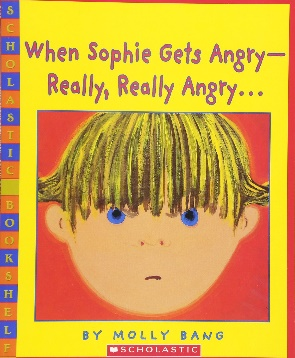 SCHOLASTIC BOOKSHELF
When Sophie Gets Angry—
Really, Really Angry...
BY MOLLY BANG
SCHOLASTIC